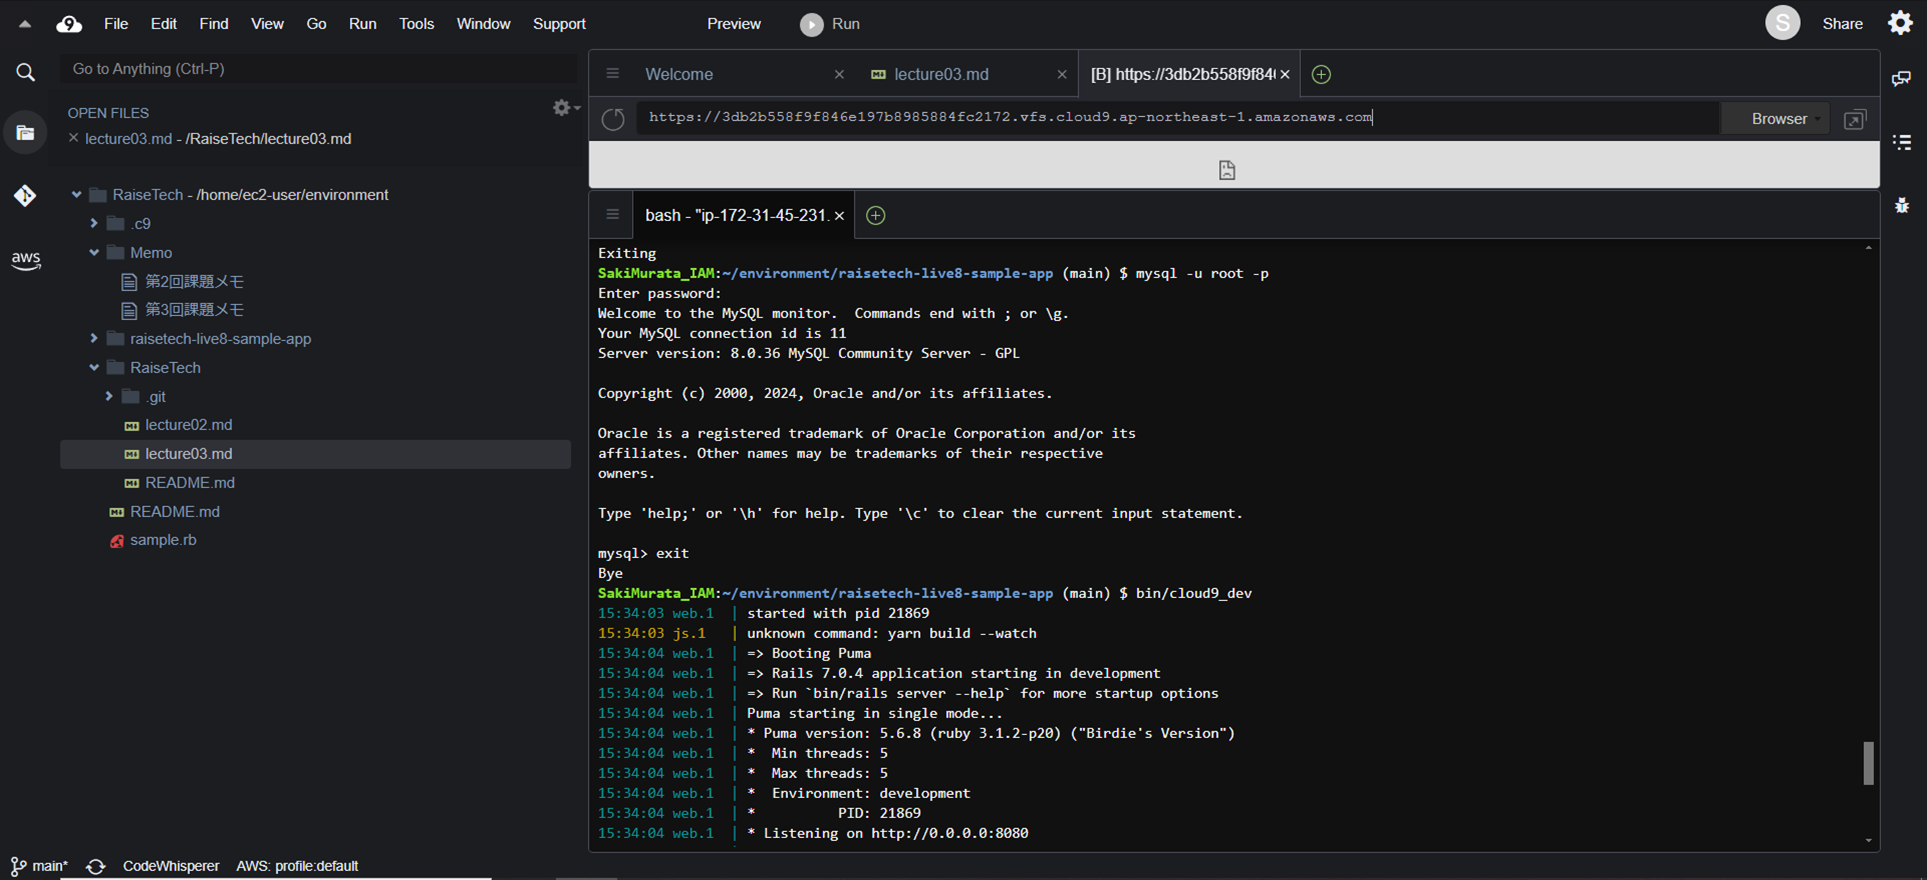 File Edit Find View Go Run Tools Window Support Preview Run S Share
Go to Anything (Ctrl-P)
OPEN FILES
lecture03.md - /RaiseTech/lecture03.md
RaiseTech - /home/ec2-user/environment
.c9
Memo
第2回課題メモ
第3回課題メモ
raisetech-live8-sample-app
RaiseTech
.git
lecture02.md
lecture03.md
README.md
README.md
sample.rb
aws
Welcome
lecture03.md
[B] https://3db2b558f9f84
https://3db2b558f9f846e197b8985884fc2172.vfs.cloud9.ap-northeast-1.amazonaws.com
Browser
bash - "ip-172-31-45-231.
Exiting
SakiMurata_IAM:~/environment/raisetech-live8-sample-app (main) $ mysql -u root -p
Enter password:
Welcome to the MySQL monitor.  Commands end with ; or \g.
Your MySQL connection id is 11
Server version: 8.0.36 MySQL Community Server - GPL
Copyright (c) 2000, 2024, Oracle and/or its affiliates.
Oracle is a registered trademark of Oracle Corporation and/or its
affiliates. Other names may be trademarks of their respective
owners.
Type 'help;' or '\h' for help. Type '\c' to clear the current input statement.
mysql> exit
Bye
SakiMurata_IAM:~/environment/raisetech-live8-sample-app (main) $ bin/cloud9_dev
15:34:03 web.1  | started with pid 21869
15:34:03 js.1   | unknown command: yarn build --watch
15:34:04 web.1  | => Booting Puma
15:34:04 web.1  | => Rails 7.0.4 application starting in development
15:34:04 web.1  | => Run `bin/rails server --help` for more startup options
15:34:04 web.1  | Puma starting in single mode...
15:34:04 web.1  | * Puma version: 5.6.8 (ruby 3.1.2-p20) ("Birdie's Version")
15:34:04 web.1  | *  Min threads: 5
15:34:04 web.1  | *  Max threads: 5
15:34:04 web.1  | *  Environment: development
15:34:04 web.1  | *          PID: 21869
15:34:04 web.1  | * Listening on http://0.0.0.0:8080
main* CodeWhisperer AWS: profile:default